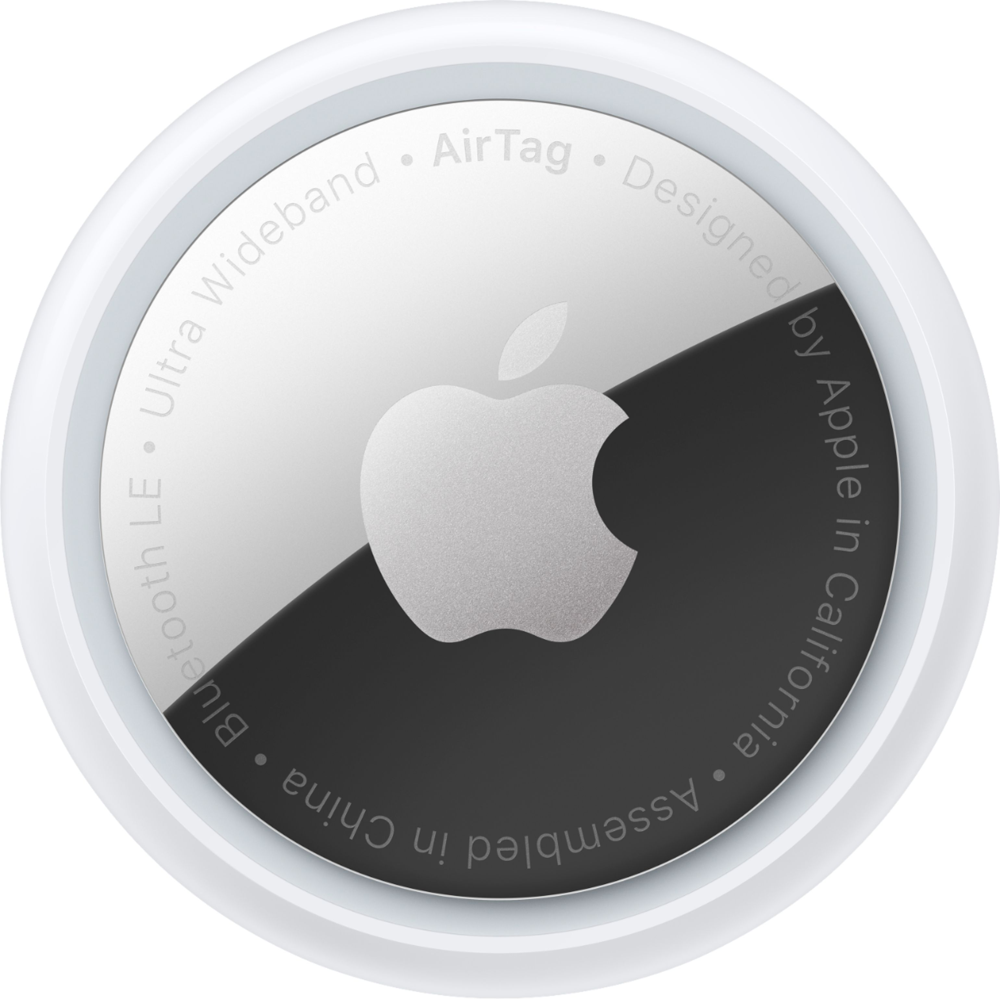 AirTag • Designed by Apple in California • Assembled in China • Bluetooth LE • Ultra Wideband •